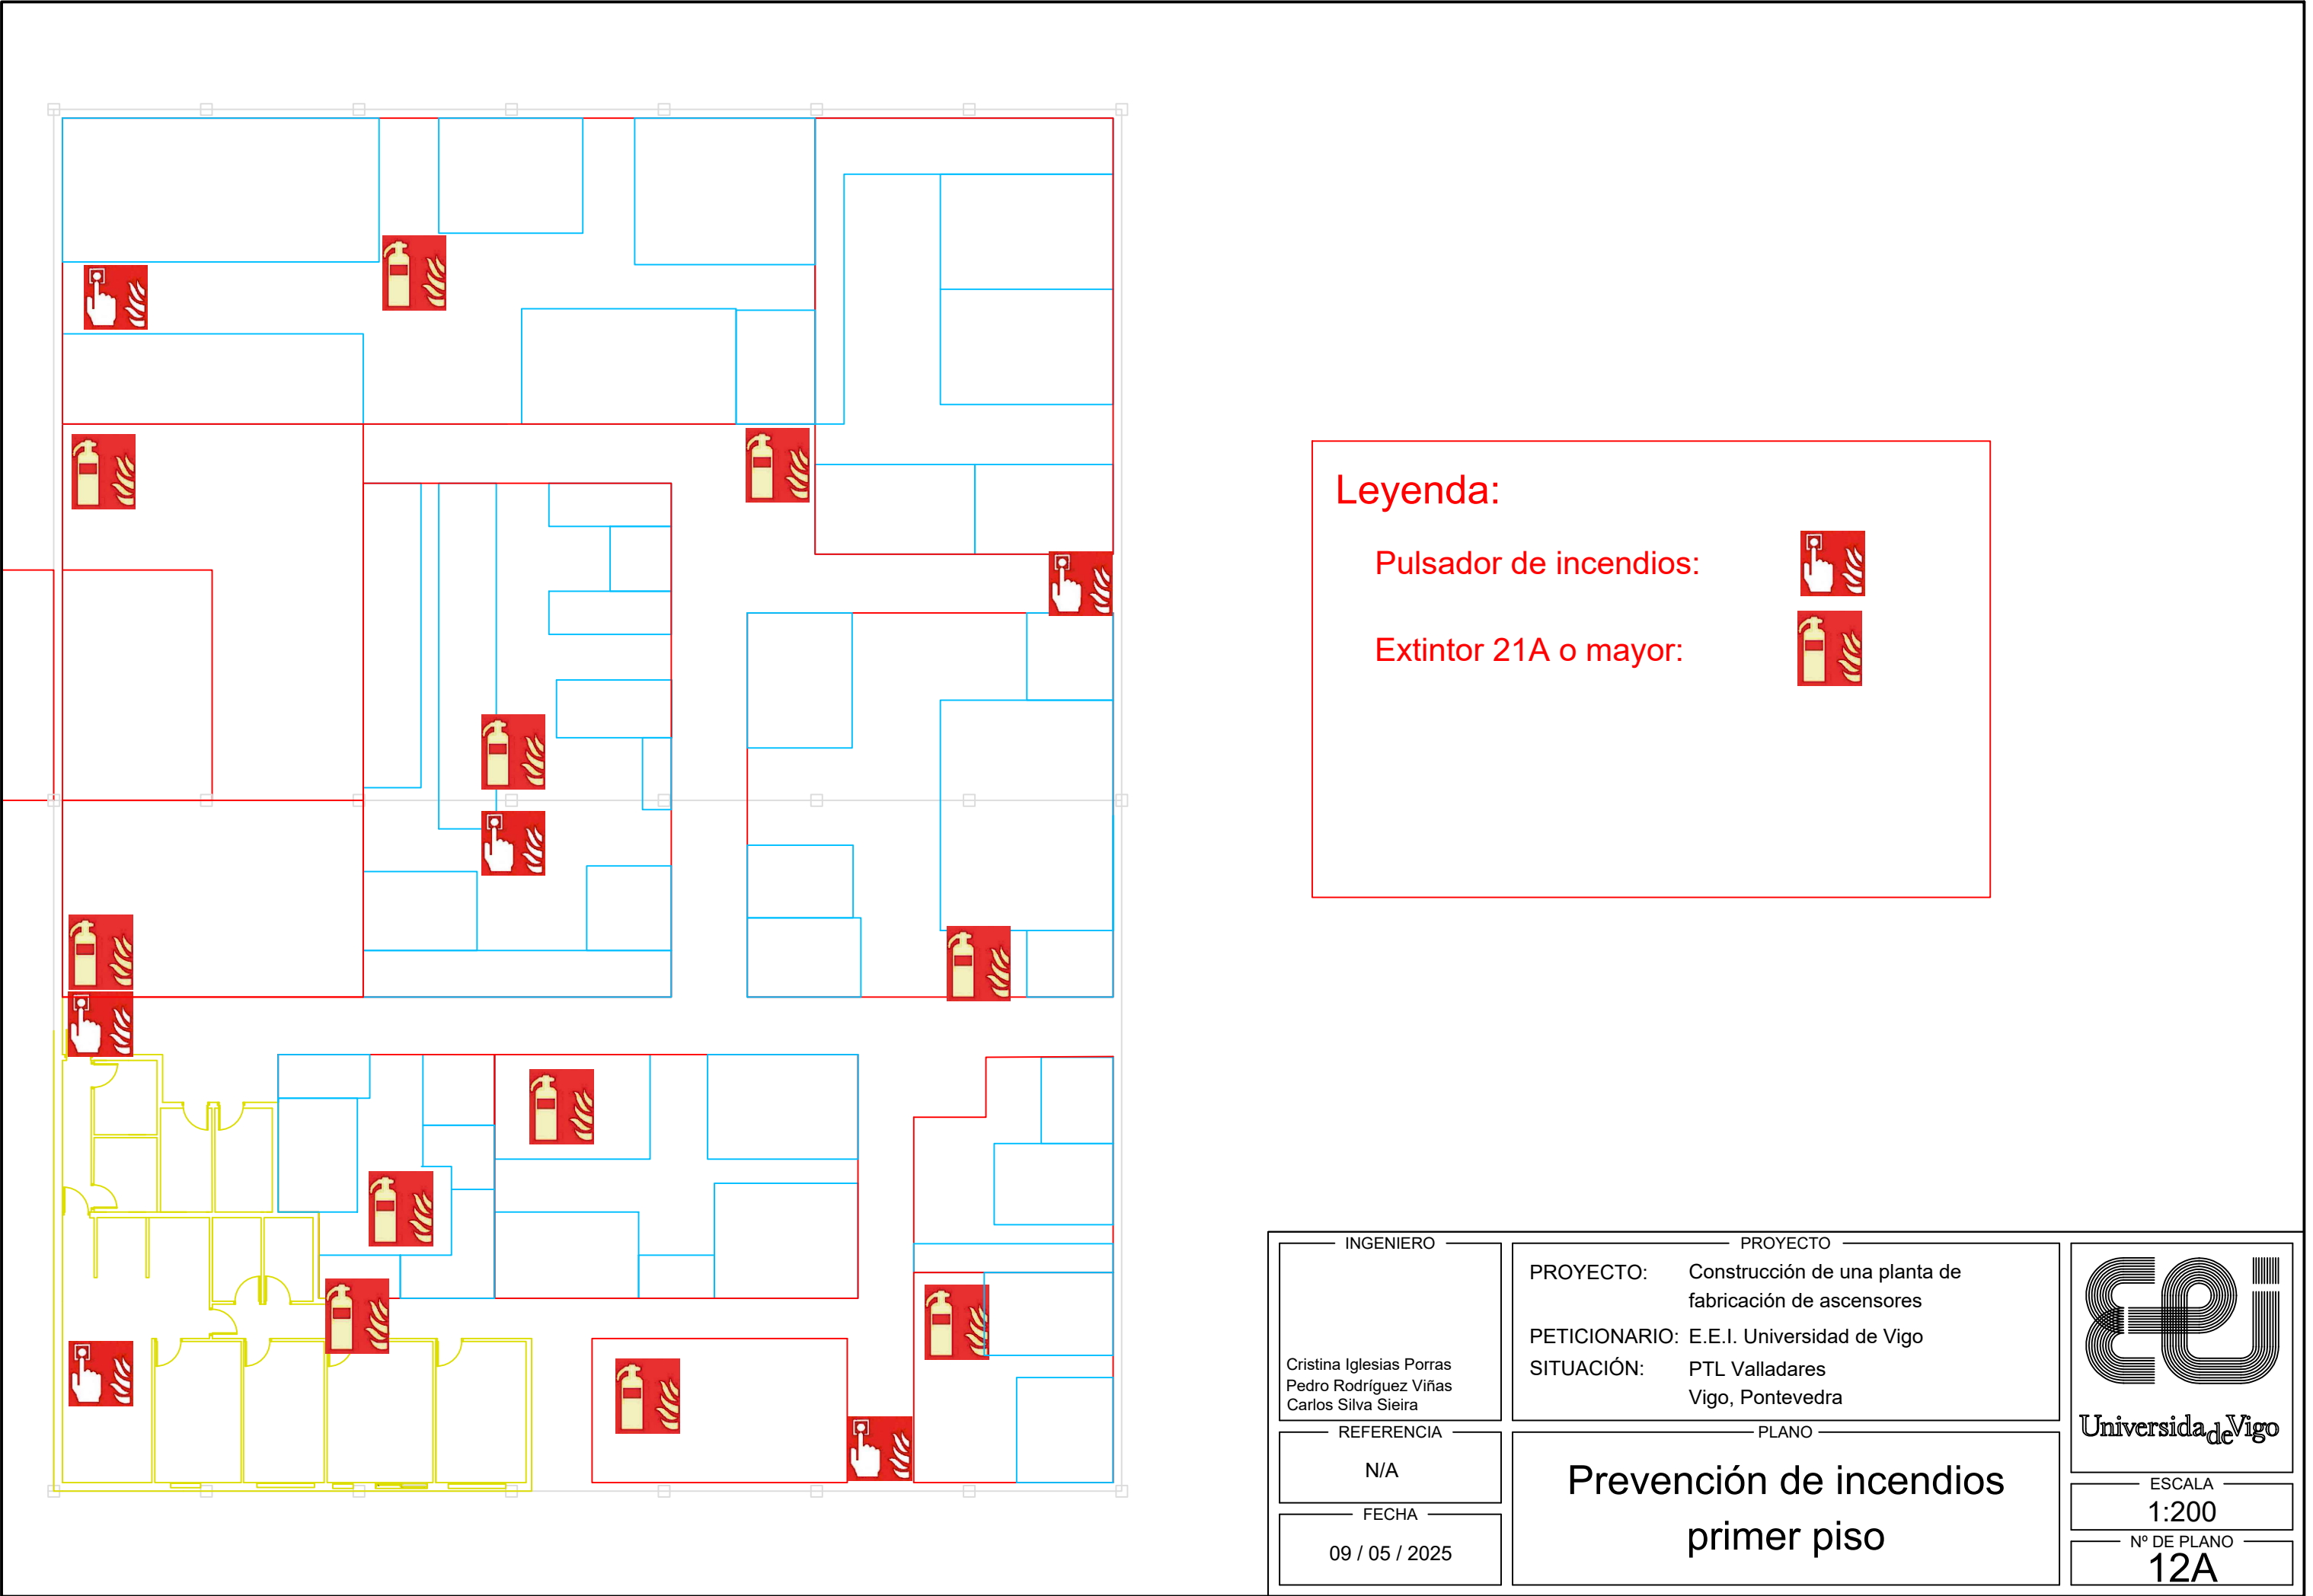 Leyenda:
Pulsador de incendios:
Extintor 21A o mayor:
INGENIERO
Cristina Iglesias Porras
Pedro Rodríguez Viñas
Carlos Silva Sieira
REFERENCIA
N/A
FECHA
09 / 05 / 2025
PROYECTO
PROYECTO: Construcción de una planta de
fabricación de ascensores
PETICIONARIO: E.E.I. Universidad de Vigo
SITUACIÓN: PTL Valladares
Vigo, Pontevedra
PLANO
Prevención de incendios
primer piso
eei
UniversidadeVigo
ESCALA
1:200
Nº DE PLANO
12A